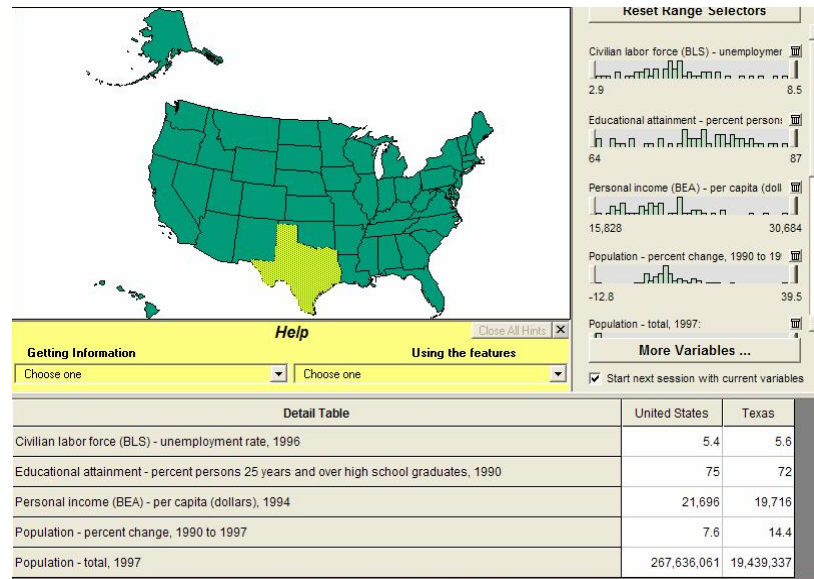 Reset Range Selectors
Civilian labor force (BLS) - unemploymer
2.9 8.5
Educational attainment - percent persons
64 87
Personal income (BEA) - per capita (doll
15,828 30,684
Population - percent change, 1990 to 19
-12.8 39.5
Population - total, 1997:
More Variables ...
Start next session with current variables
Help
Close All Hints
Getting Information Using the features
Choose one Choose one
Detail Table United States Texas
Civilian labor force (BLS) - unemployment rate, 1996 5.4 5.6
Educational attainment - percent persons 25 years and over high school graduates, 1990 75 72
Personal income (BEA) - per capita (dollars), 1994 21,696 19,716
Population - percent change, 1990 to 1997 7.6 14.4
Population - total, 1997 267,636,061 19,439,337